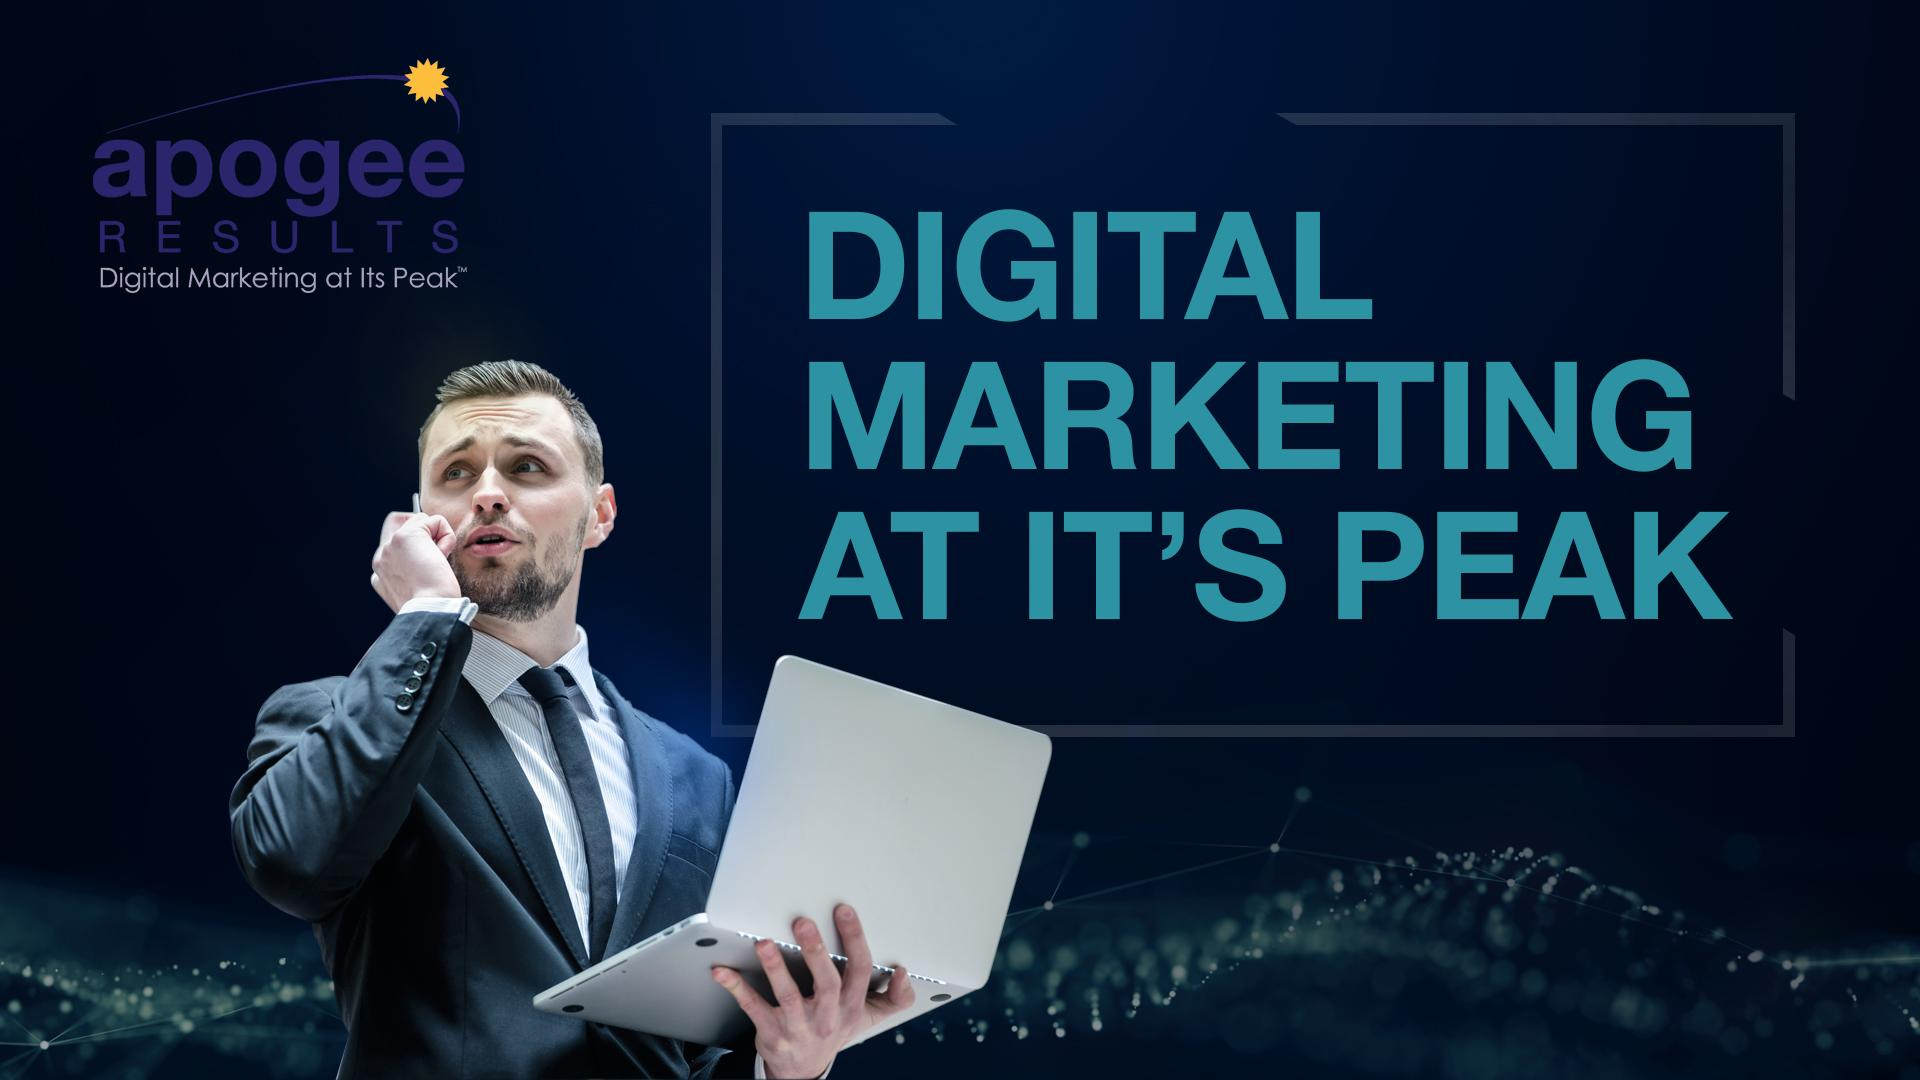 apogee
RESULTS
Digital Marketing at Its Peak™
DIGITAL
MARKETING
AT IT’S PEAK